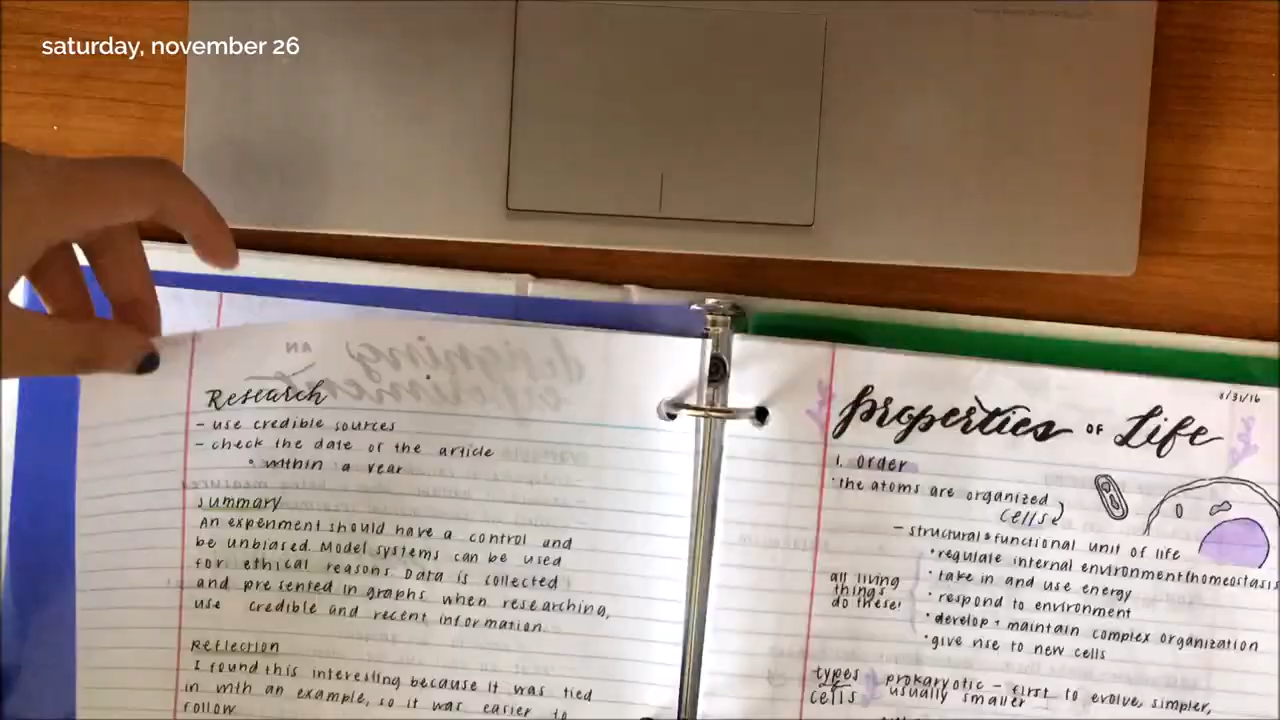 saturday, november 26
Research
- use credible sources
- check the date of the article
◦ within a year
summary
An experiment should have a control and
be unbiased. Model systems can be used
for ethical reasons. Data is collected
and presented in graphs. when researching,
use credible and recent information.
Reflection
I found this interesting because it was tied
in with an example, so it was easier to
follow
8/31/16
properties OF Life
1. order
• the atoms are organized
(cells)
- structural & functional unit of life
• regulate internal environment (homeostasis
• take in and use energy
• respond to environment
• develop + maintain complex organization
• give rise to new cells
all living
things
do these!
types
of
cells
prokaryotic - first to evolve, simpler,
usually smaller